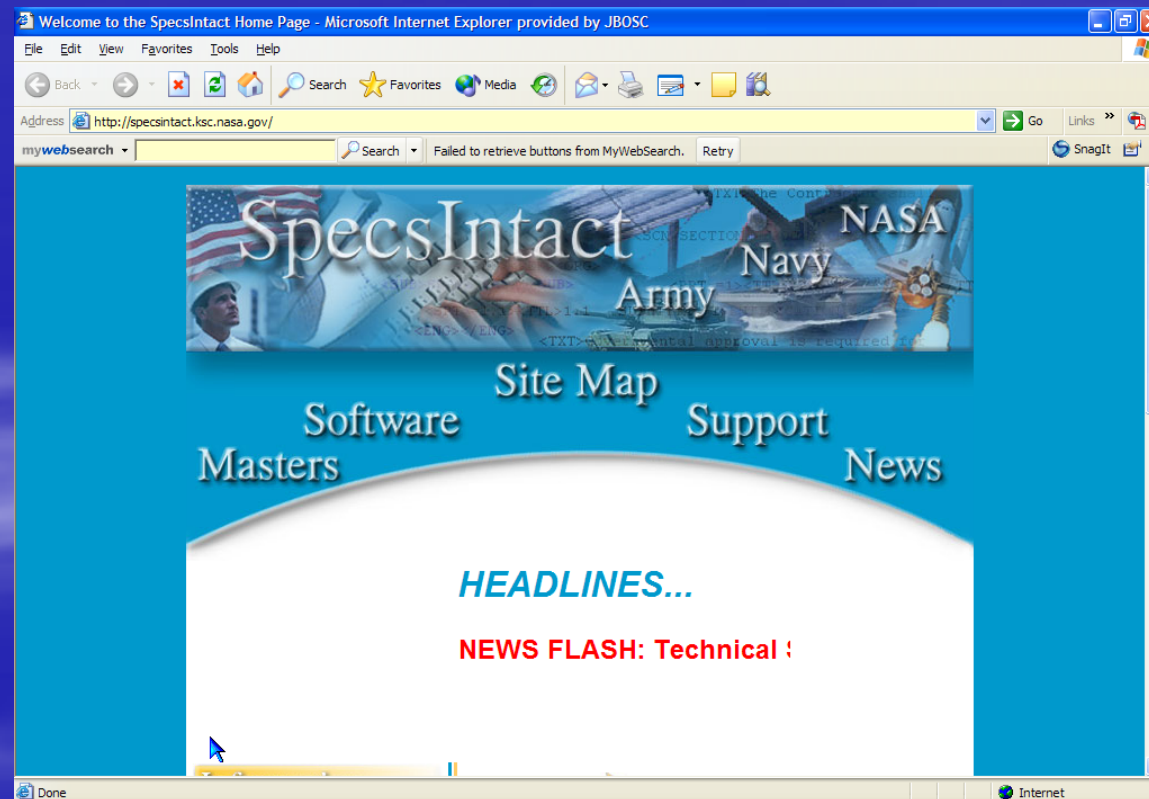 Welcome to the SpecsIntact Home Page - Microsoft Internet Explorer provided by JBOSC
File Edit View Favorites Tools Help
Back Search Favorites Media
Address http://specsintact.ksc.nasa.gov/ Go Links »
mywebsearch Search Failed to retrieve buttons from MyWebSearch. Retry SnagIt
SpecsIntact
NASA
Navy
Army
Site Map
Software
Support
Masters
News
HEADLINES...
NEWS FLASH: Technical
Done Internet